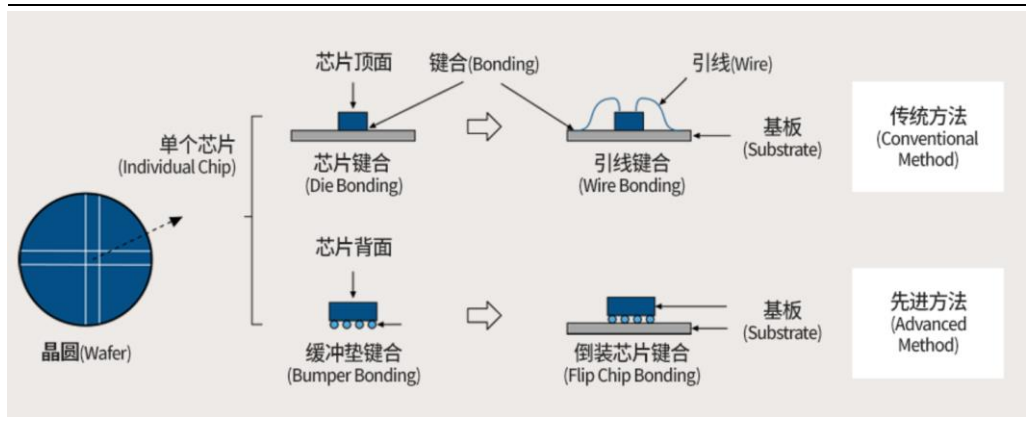 芯片顶面
键合(Bonding)
引线(Wire)
单个芯片
(Individual Chip)
芯片键合
(Die Bonding)
引线键合
(Wire Bonding)
基板
(Substrate)
传统方法
(Conventional
Method)
晶圆(Wafer)
芯片背面
缓冲垫键合
(Bumper Bonding)
倒装芯片键合
(Flip Chip Bonding)
基板
(Substrate)
先进方法
(Advanced
Method)